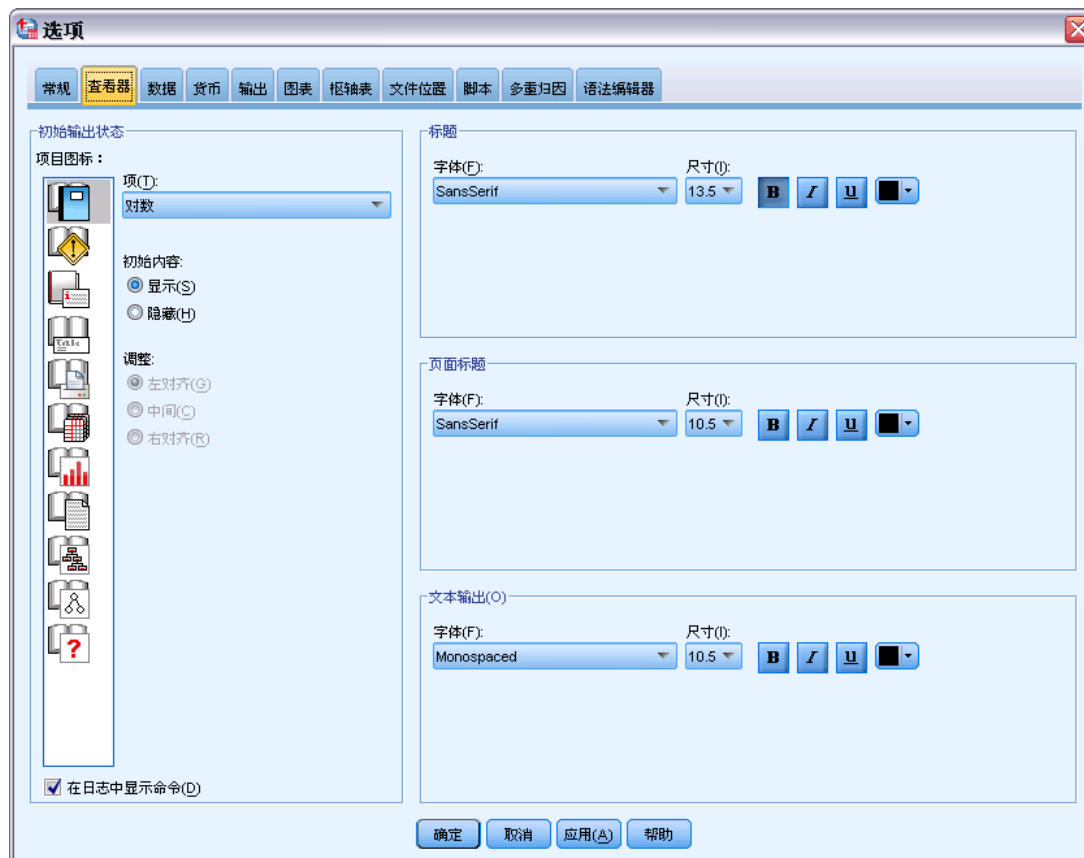 选项
常规 查看器 数据 货币 输出 图表 枢轴表 文件位置 脚本 多重归因 语法编辑器
初始输出状态
项目图标：
项(T):
对数
初始内容:
显示(S)
隐藏(H)
调整:
左对齐(G)
中间(C)
右对齐(R)
在日志中显示命令(D)
标题
字体(F): 尺寸(I):
SansSerif 13.5 B I U
页面标题
字体(F): 尺寸(I):
SansSerif 10.5 B I U
文本输出(O)
字体(F): 尺寸(I):
Monospaced 10.5 B I U
确定 取消 应用(A) 帮助